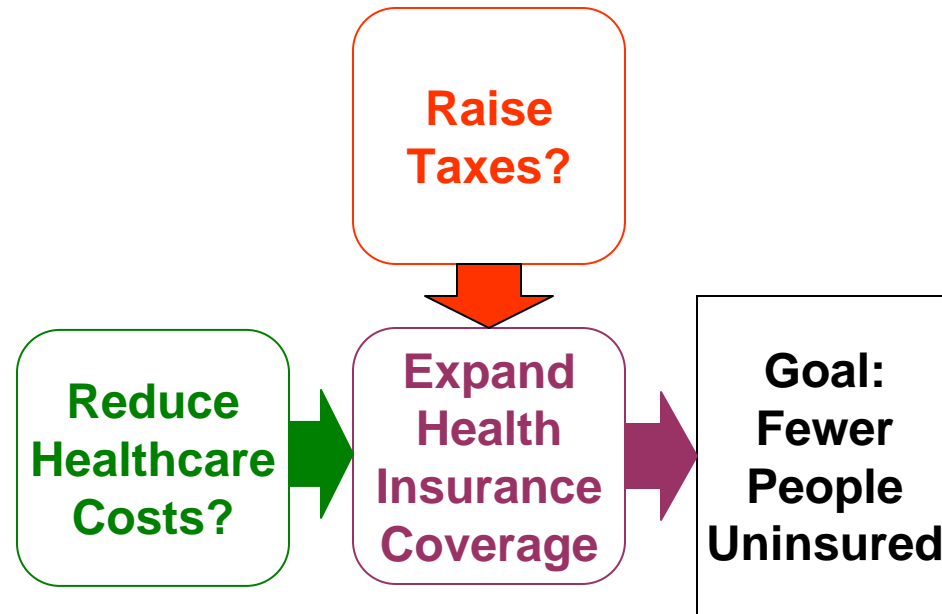 Raise
Taxes?
Reduce
Healthcare
Costs?
Expand
Health
Insurance
Coverage
Goal:
Fewer
People
Uninsured